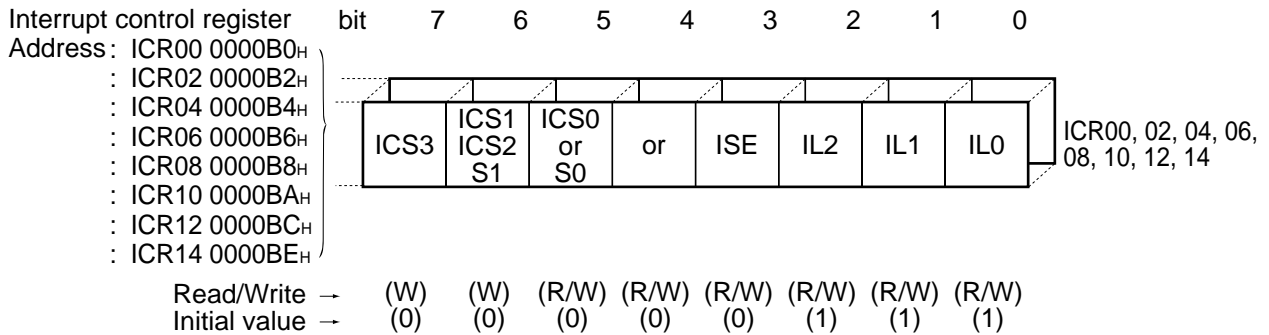 Interrupt control register bit 7 6 5 4 3 2 1 0
Address : ICR00 0000B0H
: ICR02 0000B2H
: ICR04 0000B4H
: ICR06 0000B6H
: ICR08 0000B8H
: ICR10 0000BAH
: ICR12 0000BCH
: ICR14 0000BEH
ICS3
ICS1
ICS2
S1
ICS0
or
S0
or
ISE
IL2
IL1
IL0
ICR00, 02, 04, 06,
08, 10, 12, 14
Read/Write → (W) (W) (R/W) (R/W) (R/W) (R/W) (R/W) (R/W)
Initial value → (0) (0) (0) (0) (0) (1) (1) (1)